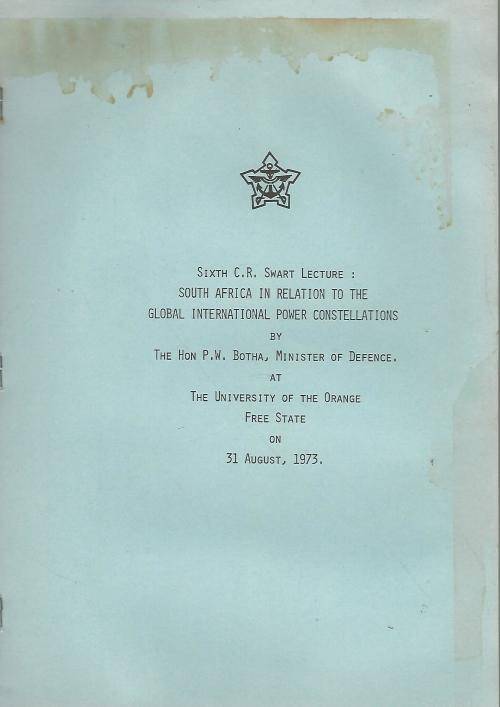 Sixth C.R. Swart Lecture :
SOUTH AFRICA IN RELATION TO THE
GLOBAL INTERNATIONAL POWER CONSTELLATIONS
BY
The Hon P.W. Botha, Minister of Defence.
AT
The University of the Orange
Free State
ON
31 August, 1973.